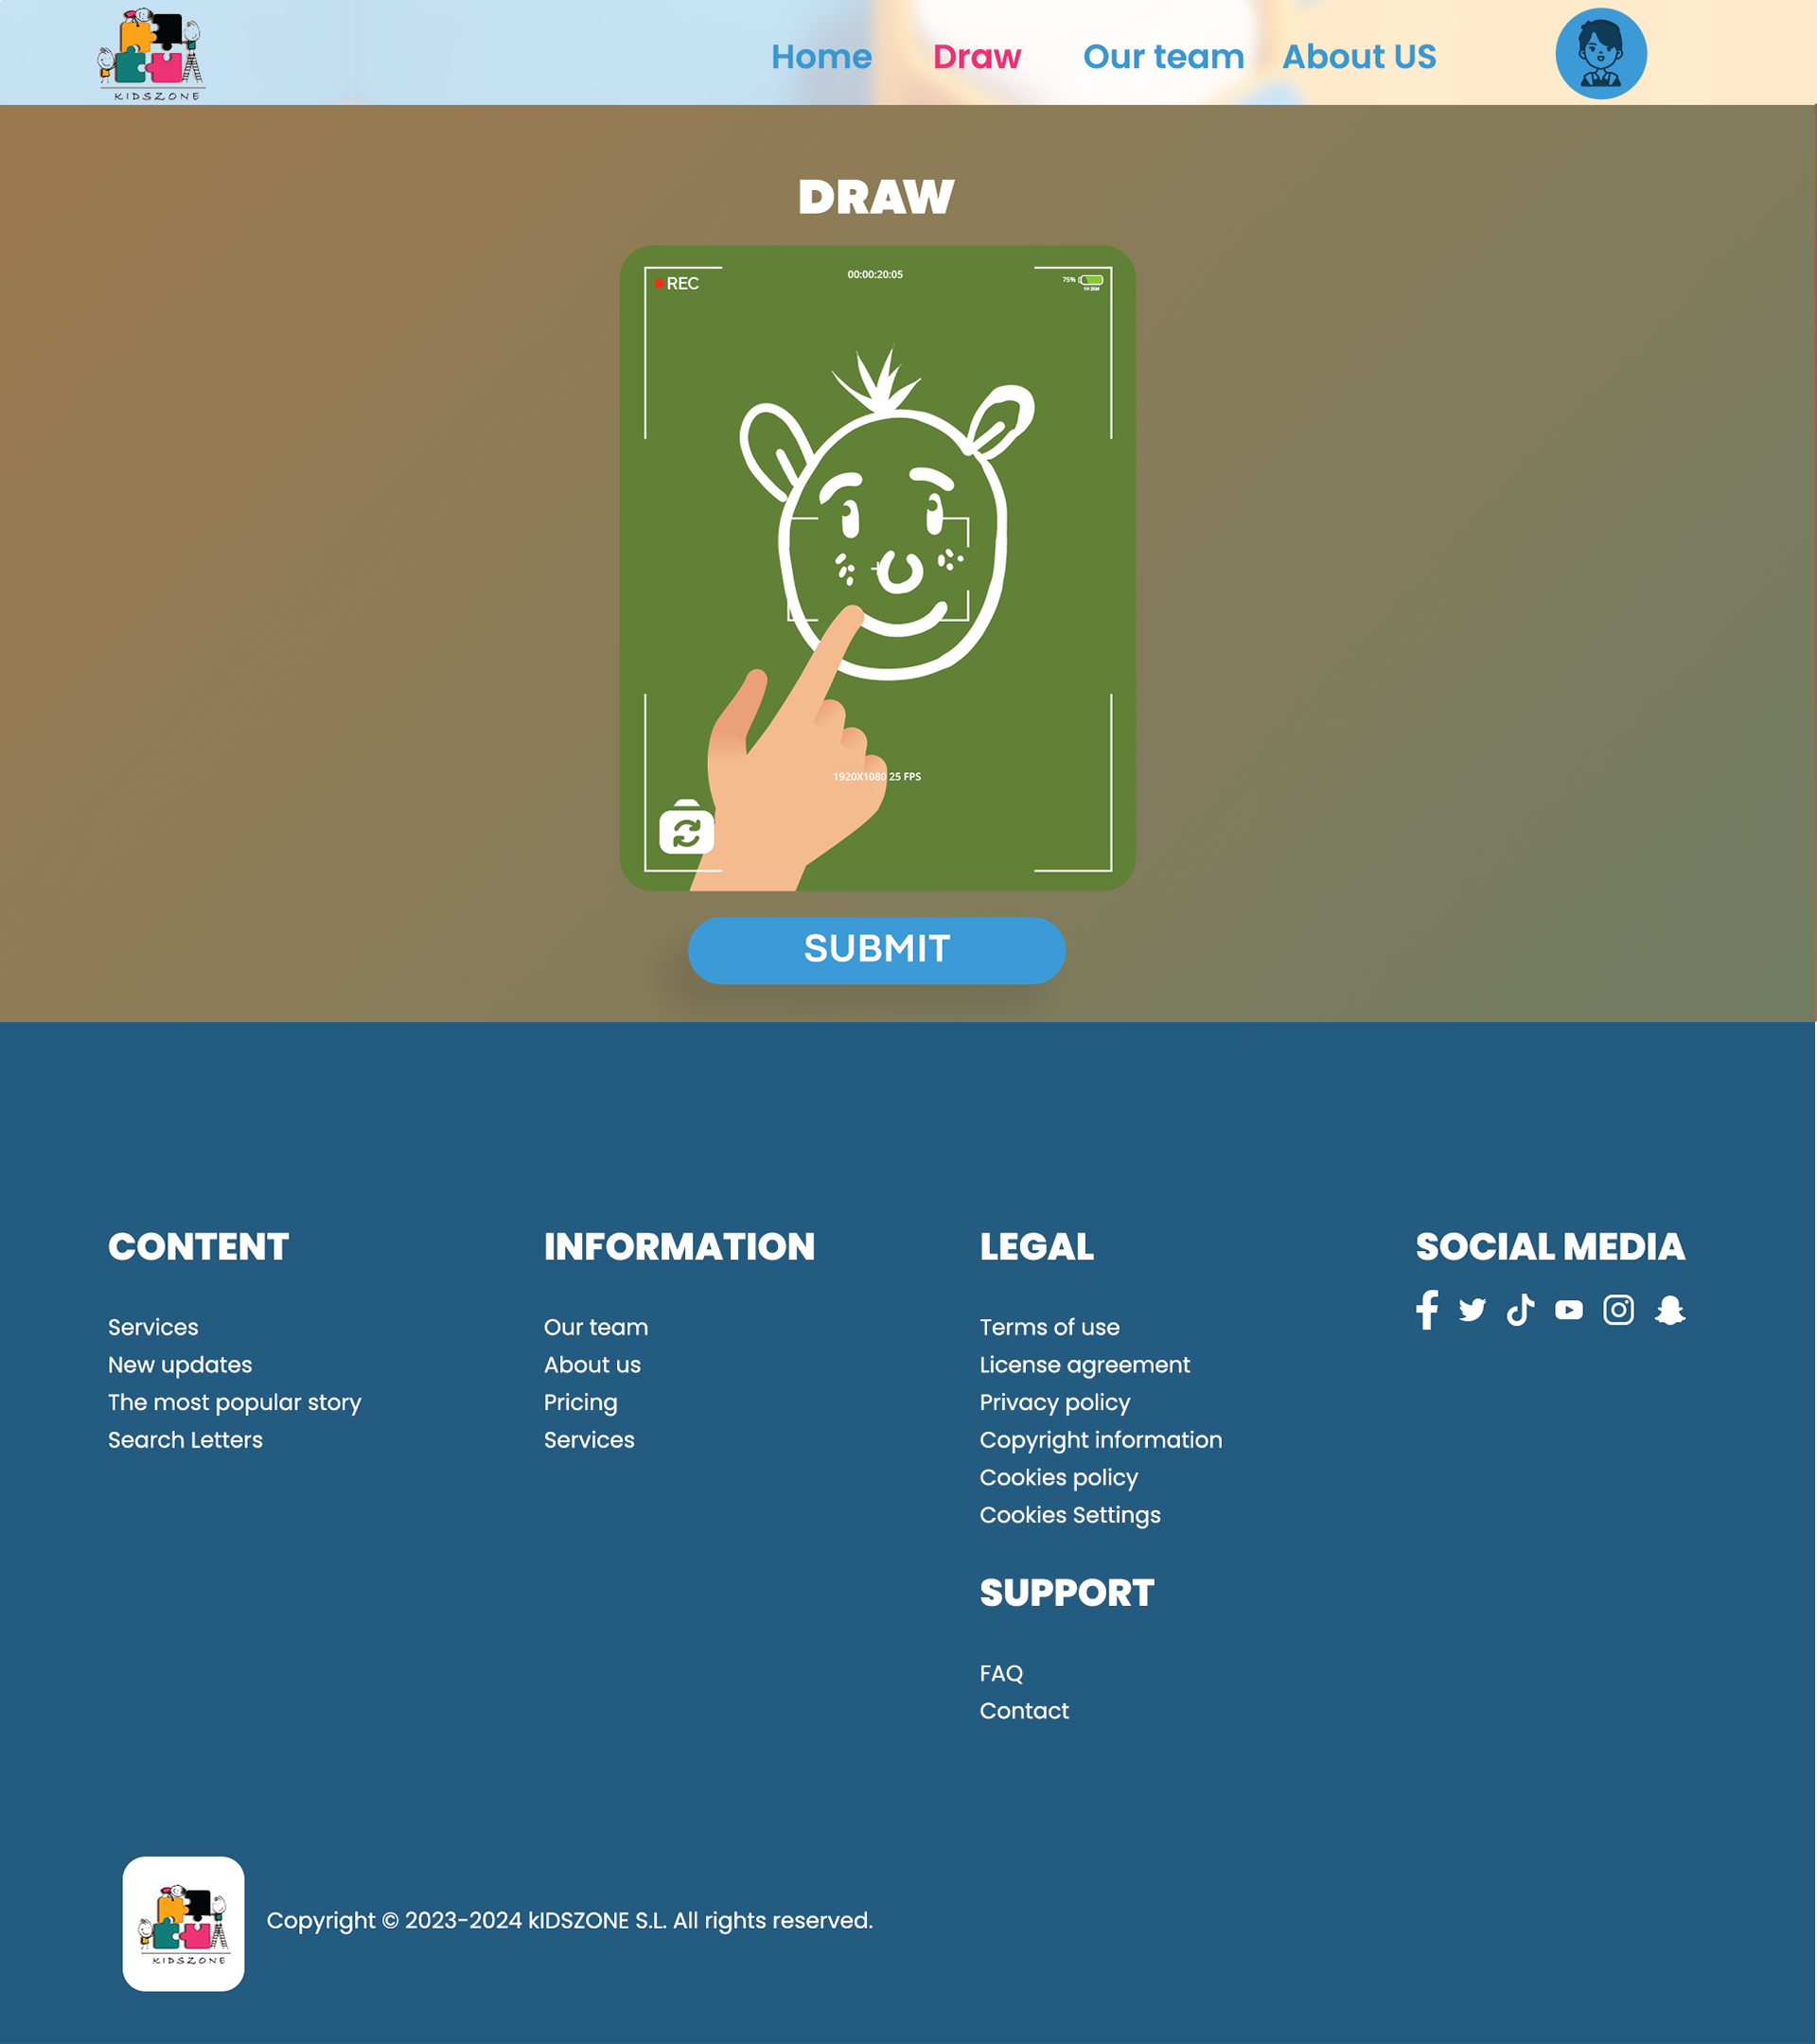 KIDSZONE
Home Draw Our team About US
DRAW
REC
00:00:20:05
75%
1920X1080 25 FPS
SUBMIT
CONTENT
Services
New updates
The most popular story
Search Letters
INFORMATION
Our team
About us
Pricing
Services
LEGAL
Terms of use
License agreement
Privacy policy
Copyright information
Cookies policy
Cookies Settings
SUPPORT
FAQ
Contact
SOCIAL MEDIA
KIDSZONE
Copyright © 2023-2024 kIDSZONE S.L. All rights reserved.